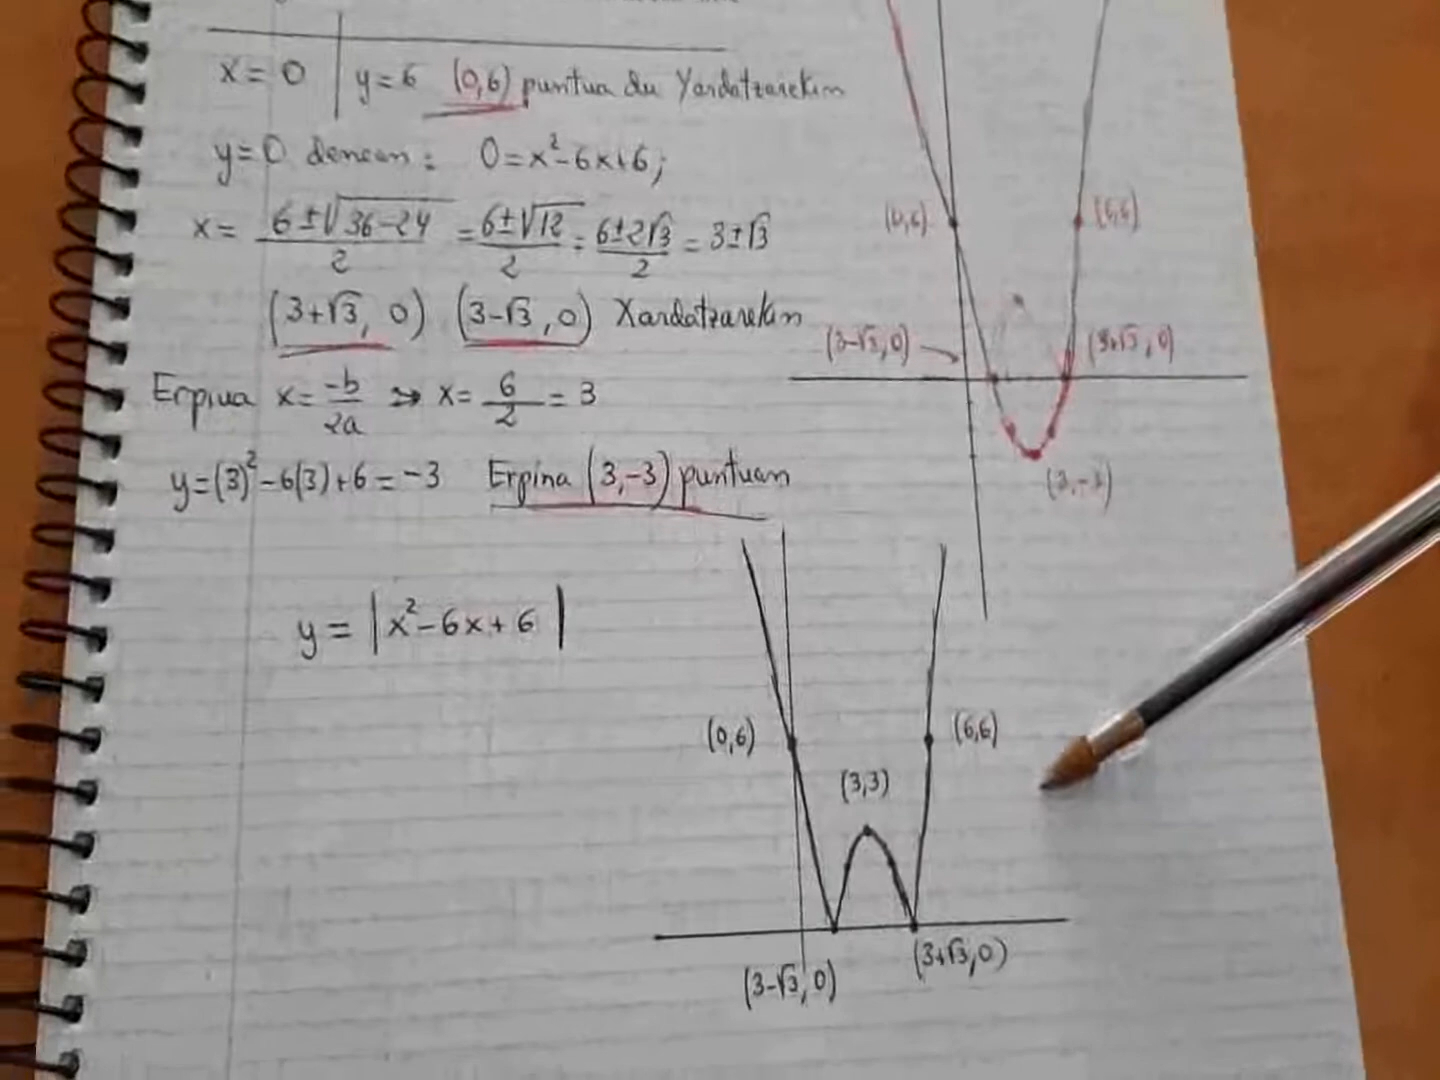 x = 0 | y = 6 (0,6) puntua du Yardatzarekin
y=0 denean: 0=x²-6x+6;
x = (6±√(36-24))/2 = (6±√12)/2 = (6±2√3)/2 = 3±√3
(3+√3, 0) (3-√3, 0) Xardatzarekin
Erpina x = -b/2a ⇒ x = 6/2 = 3
y=(3)²-6(3)+6=-3 Erpina (3,-3) puntuan
y = |x²-6x+6|
(0,6)
(6,6)
(3-√3, 0)
(3+√3, 0)
(3,-3)
(0,6)
(6,6)
(3,3)
(3-√3, 0)
(3+√3, 0)